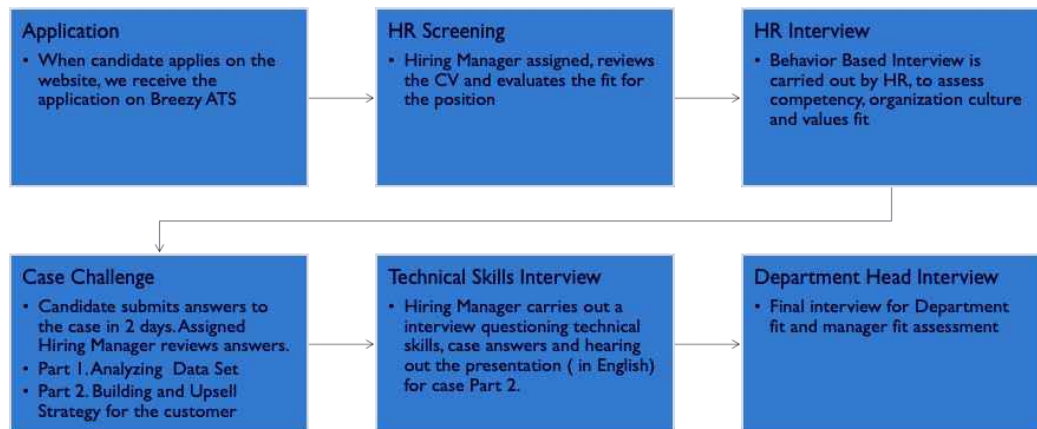 Application
• When candidate applies on the
website, we receive the
application on Breezy ATS
HR Screening
• Hiring Manager assigned, reviews
the CV and evaluates the fit for
the position
HR Interview
• Behavior Based Interview is
carried out by HR, to assess
competency, organization culture
and values fit
Case Challenge
• Candidate submits answers to
the case in 2 days. Assigned
Hiring Manager reviews answers.
• Part 1. Analyzing Data Set
• Part 2. Building and Upsell
Strategy for the customer
Technical Skills Interview
• Hiring Manager carries out a
interview questioning technical
skills, case answers and hearing
out the presentation ( in English)
for case Part 2.
Department Head Interview
• Final interview for Department
fit and manager fit assessment